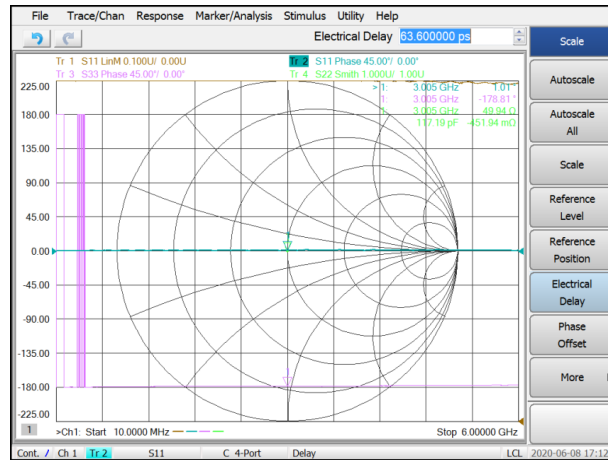 File Trace/Chan Response Marker/Analysis Stimulus Utility Help
Electrical Delay 63.600000 ps
Scale
Tr 1 S11 LinM 0.100U/ 0.00U
Tr 2 S11 Phase 45.00°/ 0.00°
Tr 3 S33 Phase 45.00°/ 0.00°
Tr 4 S22 Smith 1.000U/ 1.00U
>1: 3.005 GHz 1.01°
1: 3.005 GHz -178.81°
1: 3.005 GHz 49.94 Ω
117.19 pF -451.94 mΩ
225.00
180.00
135.00
90.00
45.00
0.00
-45.00
-90.00
-135.00
-180.00
-225.00
Autoscale
Autoscale
All
Scale
Reference
Level
Reference
Position
Electrical
Delay
Phase
Offset
More
1 >Ch1: Start 10.0000 MHz
Stop 6.00000 GHz
Cont. Ch 1 Tr 2 S11 C 4-Port Delay LCL 2020-06-08 17:12